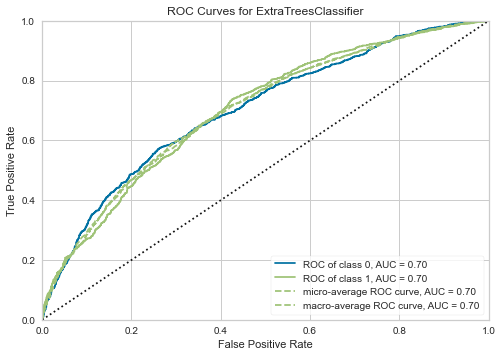 ROC Curves for ExtraTreesClassifier
1.0
0.8
0.6
0.4
0.2
0.0
True Positive Rate
ROC of class 0, AUC = 0.70
ROC of class 1, AUC = 0.70
micro-average ROC curve, AUC = 0.70
macro-average ROC curve, AUC = 0.70
0.0 0.2 0.4 0.6 0.8 1.0
False Positive Rate